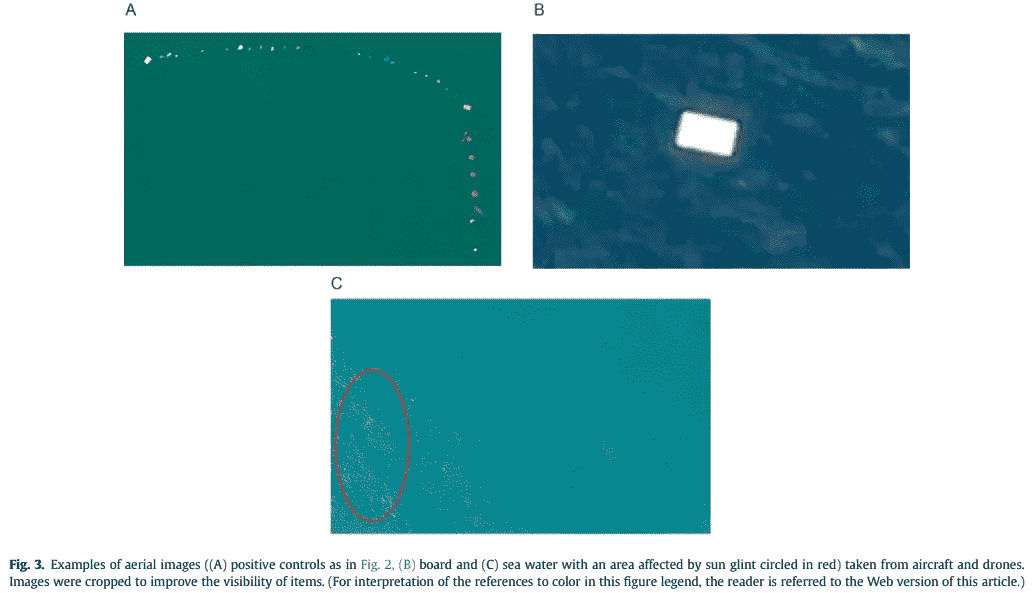 A
B
C
Fig. 3. Examples of aerial images ((A) positive controls as in Fig. 2, (B) board and (C) sea water with an area affected by sun glint circled in red) taken from aircraft and drones.
Images were cropped to improve the visibility of items. (For interpretation of the references to color in this figure legend, the reader is referred to the Web version of this article.)